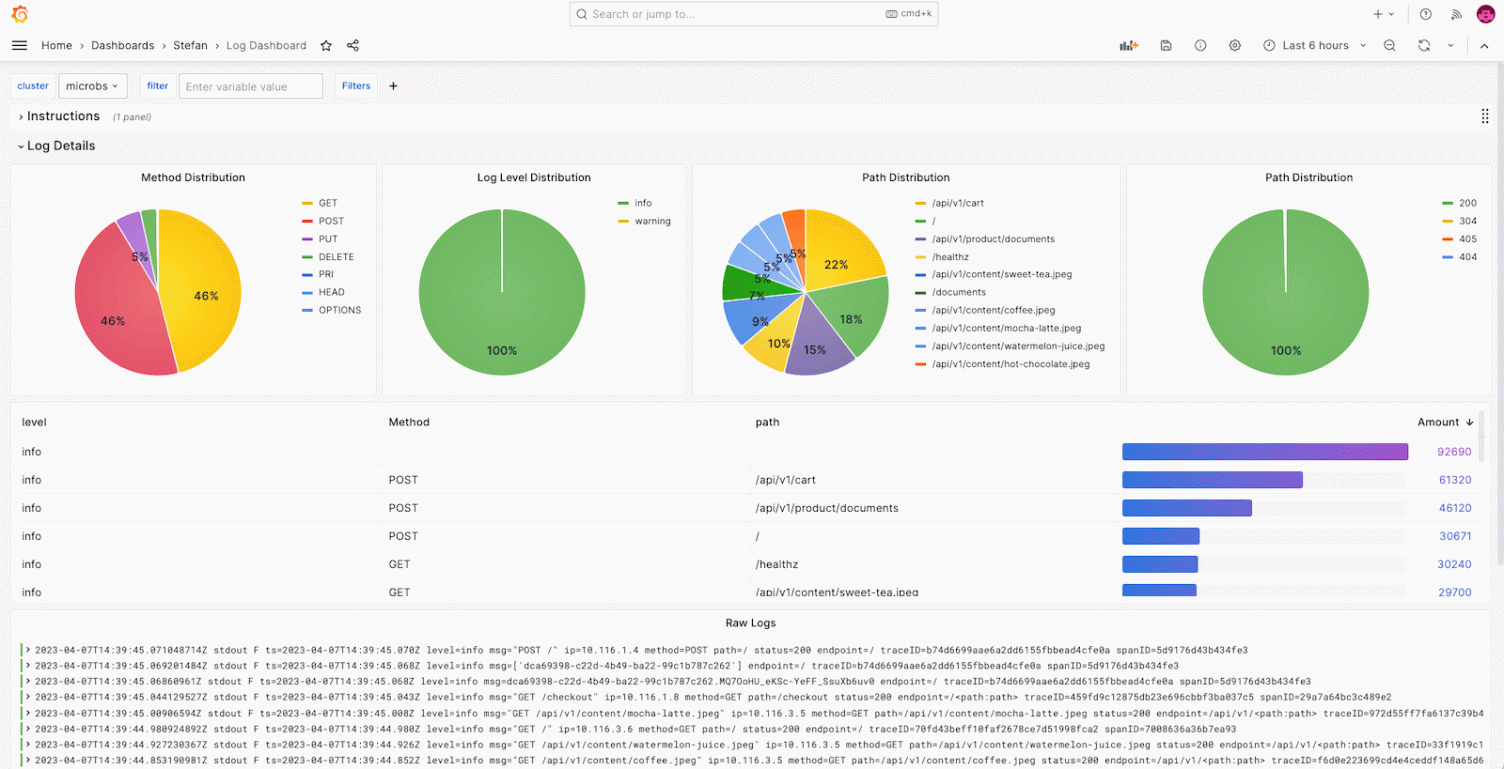 Search or jump to... cmd+k
Home › Dashboards › Stefan › Log Dashboard Last 6 hours
cluster microbs filter Enter variable value Filters +
Instructions (1 panel)
Log Details
Method Distribution
GET
POST
PUT
DELETE
PRI
HEAD
OPTIONS
5%
46%
46%
Log Level Distribution
info
warning
100%
Path Distribution
/api/v1/cart
/
/api/v1/product/documents
/healthz
/api/v1/content/sweet-tea.jpeg
/documents
/api/v1/content/coffee.jpeg
/api/v1/content/mocha-latte.jpeg
/api/v1/content/watermelon-juice.jpeg
/api/v1/content/hot-chocolate.jpeg
5%
5%
5%
5%
7%
9%
10%
15%
18%
22%
Path Distribution
200
304
405
404
100%
level Method path Amount
info 92690
info POST /api/v1/cart 61320
info POST /api/v1/product/documents 46120
info POST / 30671
info GET /healthz 30240
info GET /api/v1/content/sweet-tea.jpeg 29700
Raw Logs
2023-04-07T14:39:45.071048714Z stdout F ts=2023-04-07T14:39:45.070Z level=info msg="POST /" ip=10.116.1.4 method=POST path=/ status=200 endpoint=/ traceID=b74d6699aae6a2dd6155fbbead4cfe0a spanID=5d9176d43b434fe3
2023-04-07T14:39:45.069201484Z stdout F ts=2023-04-07T14:39:45.068Z level=info msg=['dca69398-c22d-4b49-ba22-99c1b787c262'] endpoint=/ traceID=b74d6699aae6a2dd6155fbbead4cfe0a spanID=5d9176d43b434fe3
2023-04-07T14:39:45.06860961Z stdout F ts=2023-04-07T14:39:45.068Z level=info msg=dca69398-c22d-4b49-ba22-99c1b787c262.MQ7OoHU_eKSc-YeFF_SsuXb6uv0 endpoint=/ traceID=b74d6699aae6a2dd6155fbbead4cfe0a spanID=5d9176d43b434fe3
2023-04-07T14:39:45.044129527Z stdout F ts=2023-04-07T14:39:45.043Z level=info msg="GET /checkout" ip=10.116.1.8 method=GET path=/checkout status=200 endpoint=/<path:path> traceID=459fd9c12875db23e696cbbf3ba037c5 spanID=29a7a64bc3c489e2
2023-04-07T14:39:45.00906594Z stdout F ts=2023-04-07T14:39:45.008Z level=info msg="GET /api/v1/content/mocha-latte.jpeg" ip=10.116.3.5 method=GET path=/api/v1/content/mocha-latte.jpeg status=200 endpoint=/api/v1/<path:path> traceID=972d55ff7fa6137c39b4
2023-04-07T14:39:44.980924892Z stdout F ts=2023-04-07T14:39:44.980Z level=info msg="GET /" ip=10.116.3.6 method=GET path=/ status=200 endpoint=/ traceID=70fd43beff10faf2678ce7d51998fca2 spanID=7008636a36b7ea93
2023-04-07T14:39:44.927230367Z stdout F ts=2023-04-07T14:39:44.926Z level=info msg="GET /api/v1/content/watermelon-juice.jpeg" ip=10.116.3.5 method=GET path=/api/v1/content/watermelon-juice.jpeg status=200 endpoint=/api/v1/<path:path> traceID=33f1919c1
2023-04-07T14:39:44.853190981Z stdout F ts=2023-04-07T14:39:44.852Z level=info msg="GET /api/v1/content/coffee.jpeg" ip=10.116.3.5 method=GET path=/api/v1/content/coffee.jpeg status=200 endpoint=/api/v1/<path:path> traceID=f6d0e223699cd4e4ceddf148a65d6